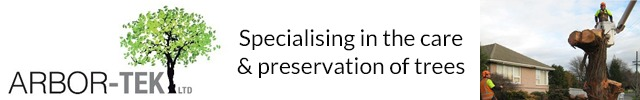 ARBOR-TEK LTD
Specialising in the care
& preservation of trees